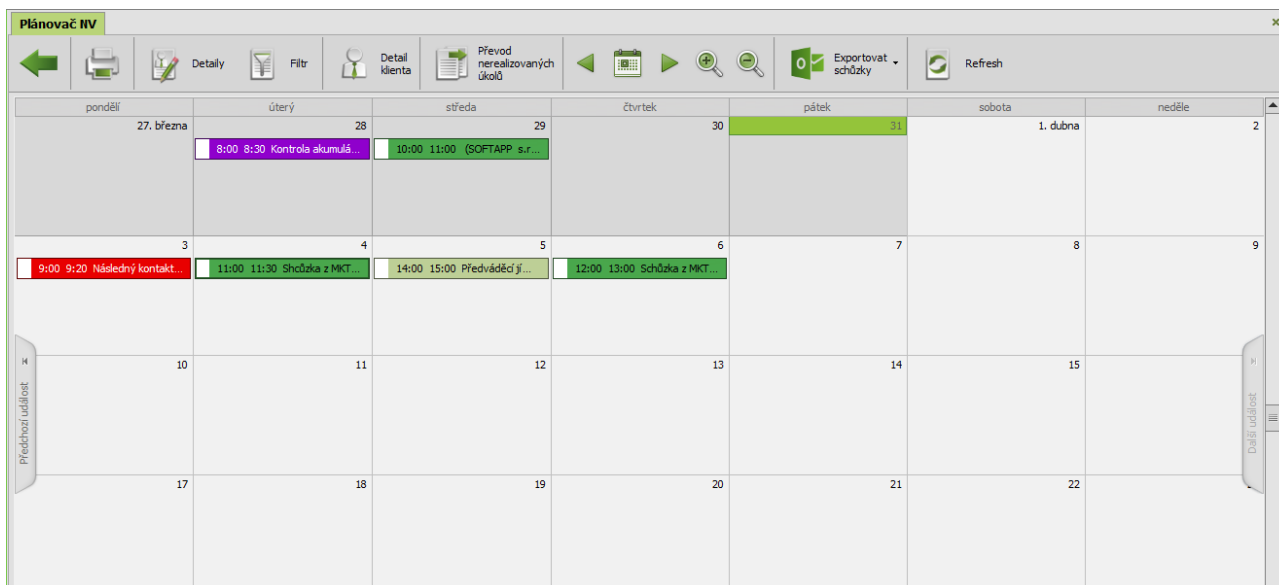 Plánovač NV
Detaily
Filtr
Detail
klienta
Převod
nerealizovaných
úkolů
Exportovat
schůzky
Refresh
pondělí úterý středa čtvrtek pátek sobota neděle
27. března 28 29 30 31 1. dubna 2
8:00 8:30 Kontrola akumulá... 10:00 11:00 (SOFTAPP s.r...
3 4 5 6 7 8 9
9:00 9:20 Následný kontakt... 11:00 11:30 Shcůzka z MKT... 14:00 15:00 Předváděcí jí... 12:00 13:00 Schůzka z MKT...
10 11 12 13 14 15
Předchozí událost
Další událost
17 18 19 20 21 22